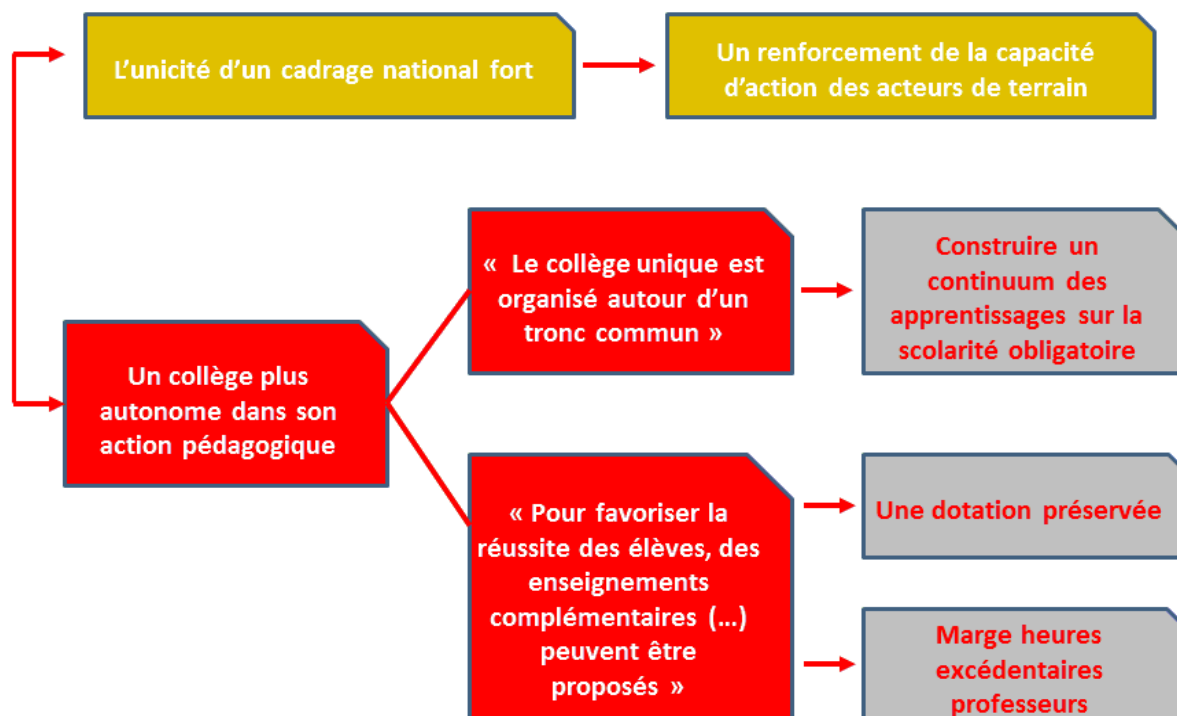 L’unicité d’un cadrage national fort
Un renforcement de la capacité
d’action des acteurs de terrain
Un collège plus
autonome dans son
action pédagogique
« Le collège unique est
organisé autour d’un
tronc commun »
Construire un
continuum des
apprentissages sur la
scolarité obligatoire
« Pour favoriser la
réussite des élèves, des
enseignements
complémentaires (…)
peuvent être
proposés »
Une dotation préservée
Marge heures
excédentaires
professeurs